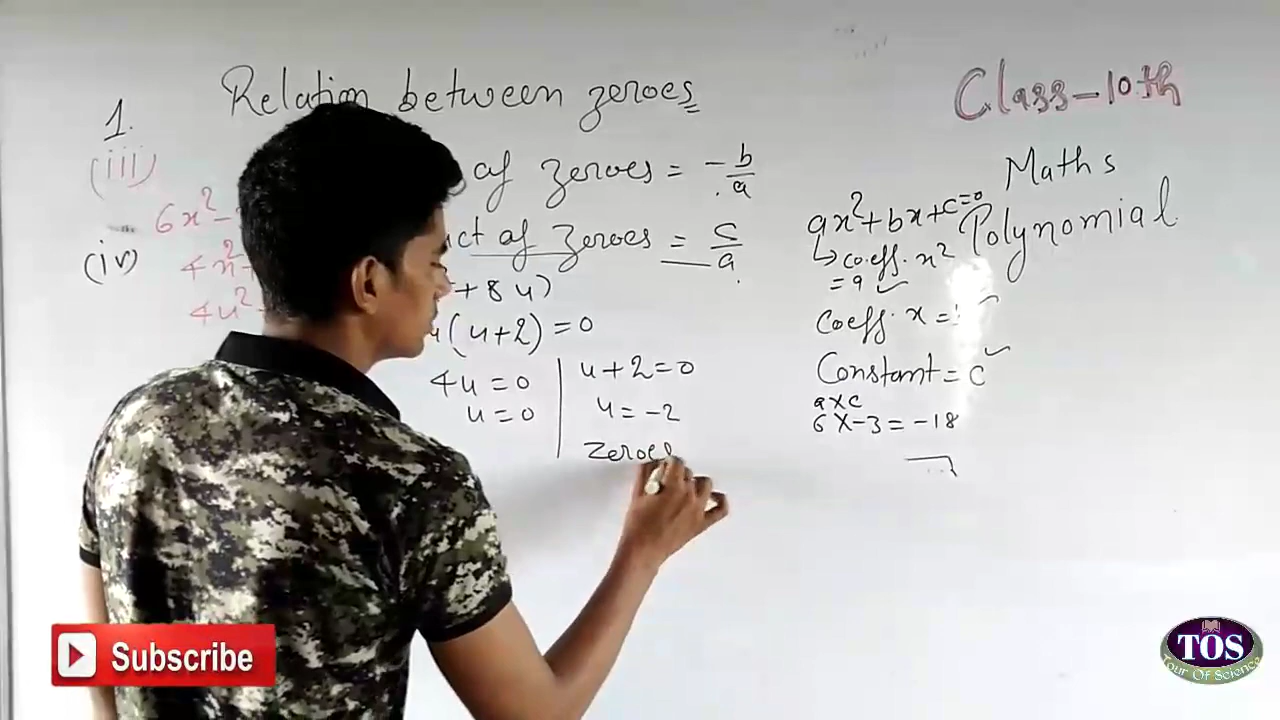 Relation between zeroes
Class-10th
1.
(iii)
of zeroes = -b/a
Maths
6x² -
ax²+bx+c=0
Polynomial
(iv)
uct of zeroes = c/a
↳ coeff. x²
= a ✓
4u²
+ 8u)
(u+2) = 0
Coeff. x =
4u = 0
u+2=0
Constant = c
u = 0
u = -2
a×c
6×-3 = -18
Zeroes
Subscribe
TOS
Tour Of Science